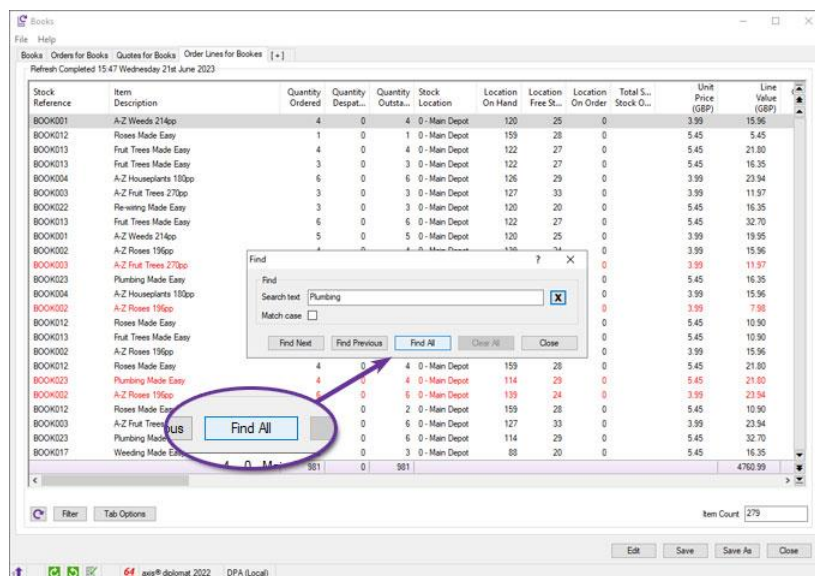 Books
File Help
Books Orders for Books Quotes for Books Order Lines for Bookes [+]
Refresh Completed 15:47 Wednesday 21st June 2023
Stock Reference Item Description Quantity Ordered Quantity Despat... Quantity Outsta... Stock Location Location On Hand Location Free St... Location On Order Total S... Stock O... Unit Price (GBP) Line Value (GBP)
BOOK001 A-Z Weeds 214pp 4 0 4 0 - Main Depot 120 25 0 3.99 15.96
BOOK012 Roses Made Easy 1 0 1 0 - Main Depot 159 28 0 5.45 5.45
BOOK013 Fruit Trees Made Easy 4 0 4 0 - Main Depot 122 27 0 5.45 21.80
BOOK013 Fruit Trees Made Easy 3 0 3 0 - Main Depot 122 27 0 5.45 16.35
BOOK004 A-Z Houseplants 180pp 6 0 6 0 - Main Depot 126 29 0 3.99 23.94
BOOK003 A-Z Fruit Trees 270pp 3 0 3 0 - Main Depot 127 33 0 3.99 11.97
BOOK022 Re-wiring Made Easy 3 0 3 0 - Main Depot 120 20 0 5.45 16.35
BOOK013 Fruit Trees Made Easy 6 0 6 0 - Main Depot 122 27 0 5.45 32.70
BOOK001 A-Z Weeds 214pp 5 0 5 0 - Main Depot 120 25 0 3.99 19.95
BOOK002 A-Z Roses 196pp 0 - Main Depot 0 3.99 15.96
BOOK003 A-Z Fruit Trees 270pp 0 3.99 11.97
BOOK023 Plumbing Made Easy 0 5.45 16.35
BOOK004 A-Z Houseplants 180pp 0 3.99 15.96
BOOK002 A-Z Roses 196pp 0 3.99 7.98
BOOK012 Roses Made Easy 0 5.45 10.90
BOOK013 Fruit Trees Made Easy 0 5.45 10.90
BOOK002 A-Z Roses 196pp 0 3.99 15.96
BOOK012 Roses Made Easy 4 0 4 0 - Main Depot 159 28 0 5.45 21.80
BOOK023 Plumbing Made Easy 4 0 4 0 - Main Depot 114 29 0 5.45 21.80
BOOK002 A-Z Roses 196pp 6 0 - Main Depot 139 24 0 3.99 23.94
BOOK012 Roses Made Eas 2 0 - Main Depot 159 28 0 5.45 10.90
BOOK003 A-Z Fruit Trees 6 0 - Main Depot 127 33 0 3.99 23.94
BOOK023 Plumbing Made 6 0 - Main Depot 114 29 0 5.45 32.70
BOOK017 Weeding Made Eas 3 0 - Main Depot 88 20 0 5.45 16.35
981 0 981 4760.99
Find
? X
Find
Search text Plumbing X
Match case
Find Next Find Previous Find All Clear All Close
ous Find All
Filter Tab Options Item Count 279
Edit Save Save As Close
64 axis® diplomat 2022 DPA (Local)